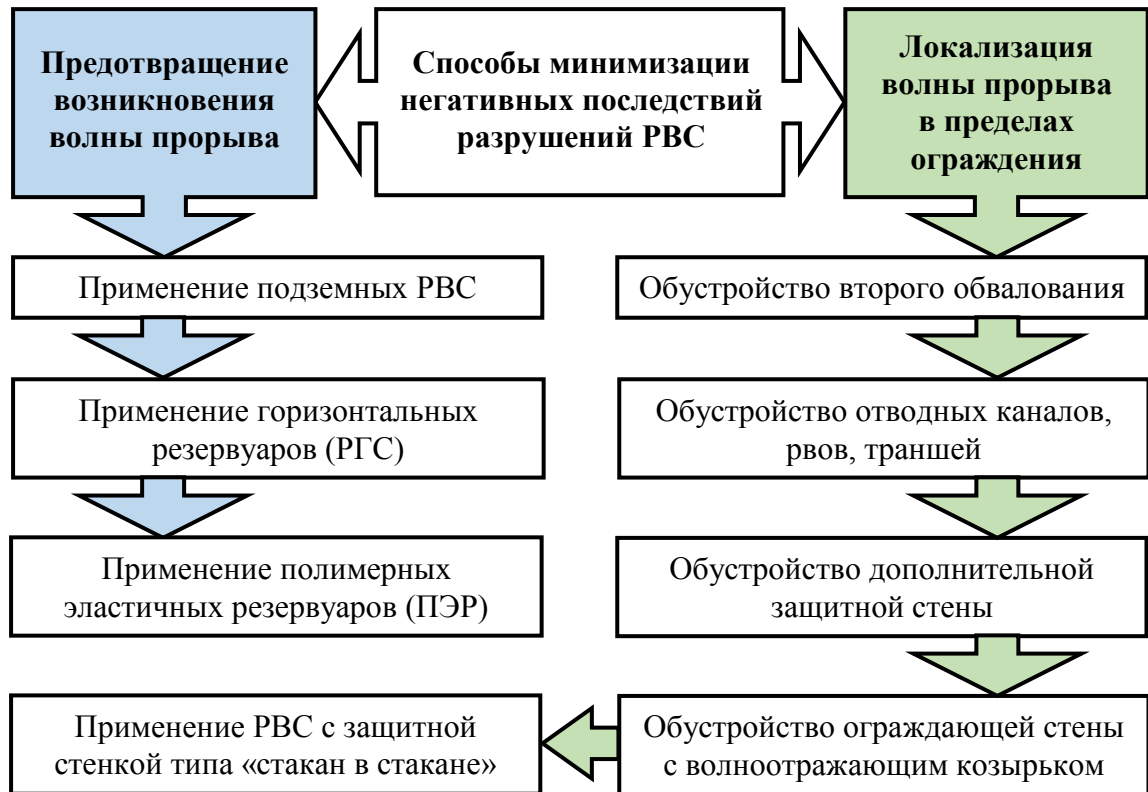 Предотвращение
возникновения
волны прорыва
Способы минимизации
негативных последствий
разрушений РВС
Локализация
волны прорыва
в пределах
ограждения
Применение подземных РВС
Обустройство второго обвалования
Применение горизонтальных
резервуаров (РГС)
Обустройство отводных каналов,
рвов, траншей
Применение полимерных
эластичных резервуаров (ПЭР)
Обустройство дополнительной
защитной стены
Применение РВС с защитной
стенкой типа «стакан в стакане»
Обустройство ограждающей стены
с волноотражающим козырьком